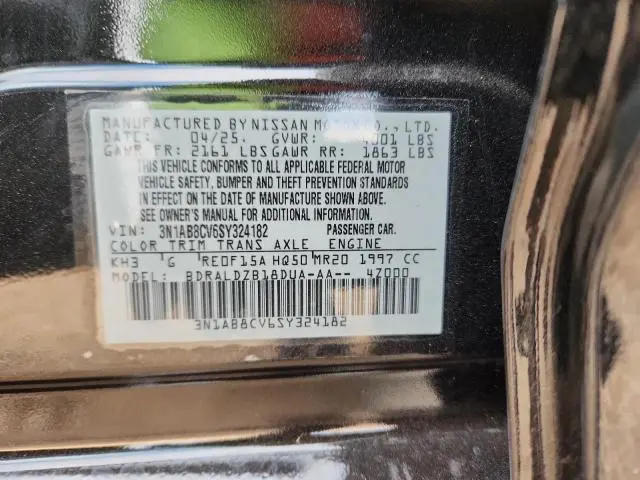 MANUFACTURED BY NISSAN MOTOR CO., LTD.
DATE: 04/25. GVWR: 4001 LBS
GAWR FR: 2161 LBS GAWR RR: 1863 LBS
THIS VEHICLE CONFORMS TO ALL APPLICABLE FEDERAL MOTOR
VEHICLE SAFETY, BUMPER AND THEFT PREVENTION STANDARDS
IN EFFECT ON THE DATE OF MANUFACTURE SHOWN ABOVE.
SEE OWNER'S MANUAL FOR ADDITIONAL INFORMATION.
VIN: 3N1AB8CV6SY324182 PASSENGER CAR.
COLOR TRIM TRANS AXLE ENGINE
KH3 G RE0F15A HQ50 MR20 1997 CC
MODEL: BDRALDZB18DUA-AA-- 47000
3N1AB8CV6SY324182